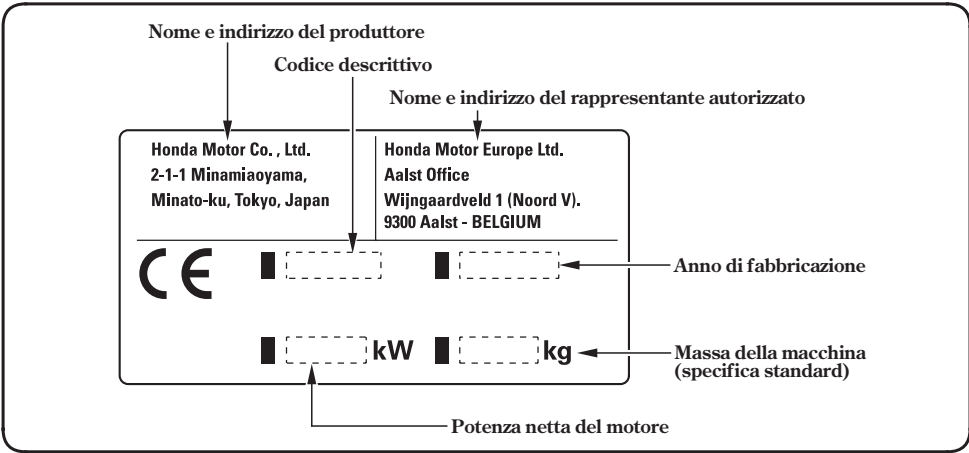 Nome e indirizzo del produttore
Codice descrittivo
Nome e indirizzo del rappresentante autorizzato
Honda Motor Co. , Ltd.
2-1-1 Minamiaoyama,
Minato-ku, Tokyo, Japan
Honda Motor Europe Ltd.
Aalst Office
Wijngaardveld 1 (Noord V).
9300 Aalst - BELGIUM
CE
Anno di fabbricazione
kW
kg
Massa della macchina
(specifica standard)
Potenza netta del motore